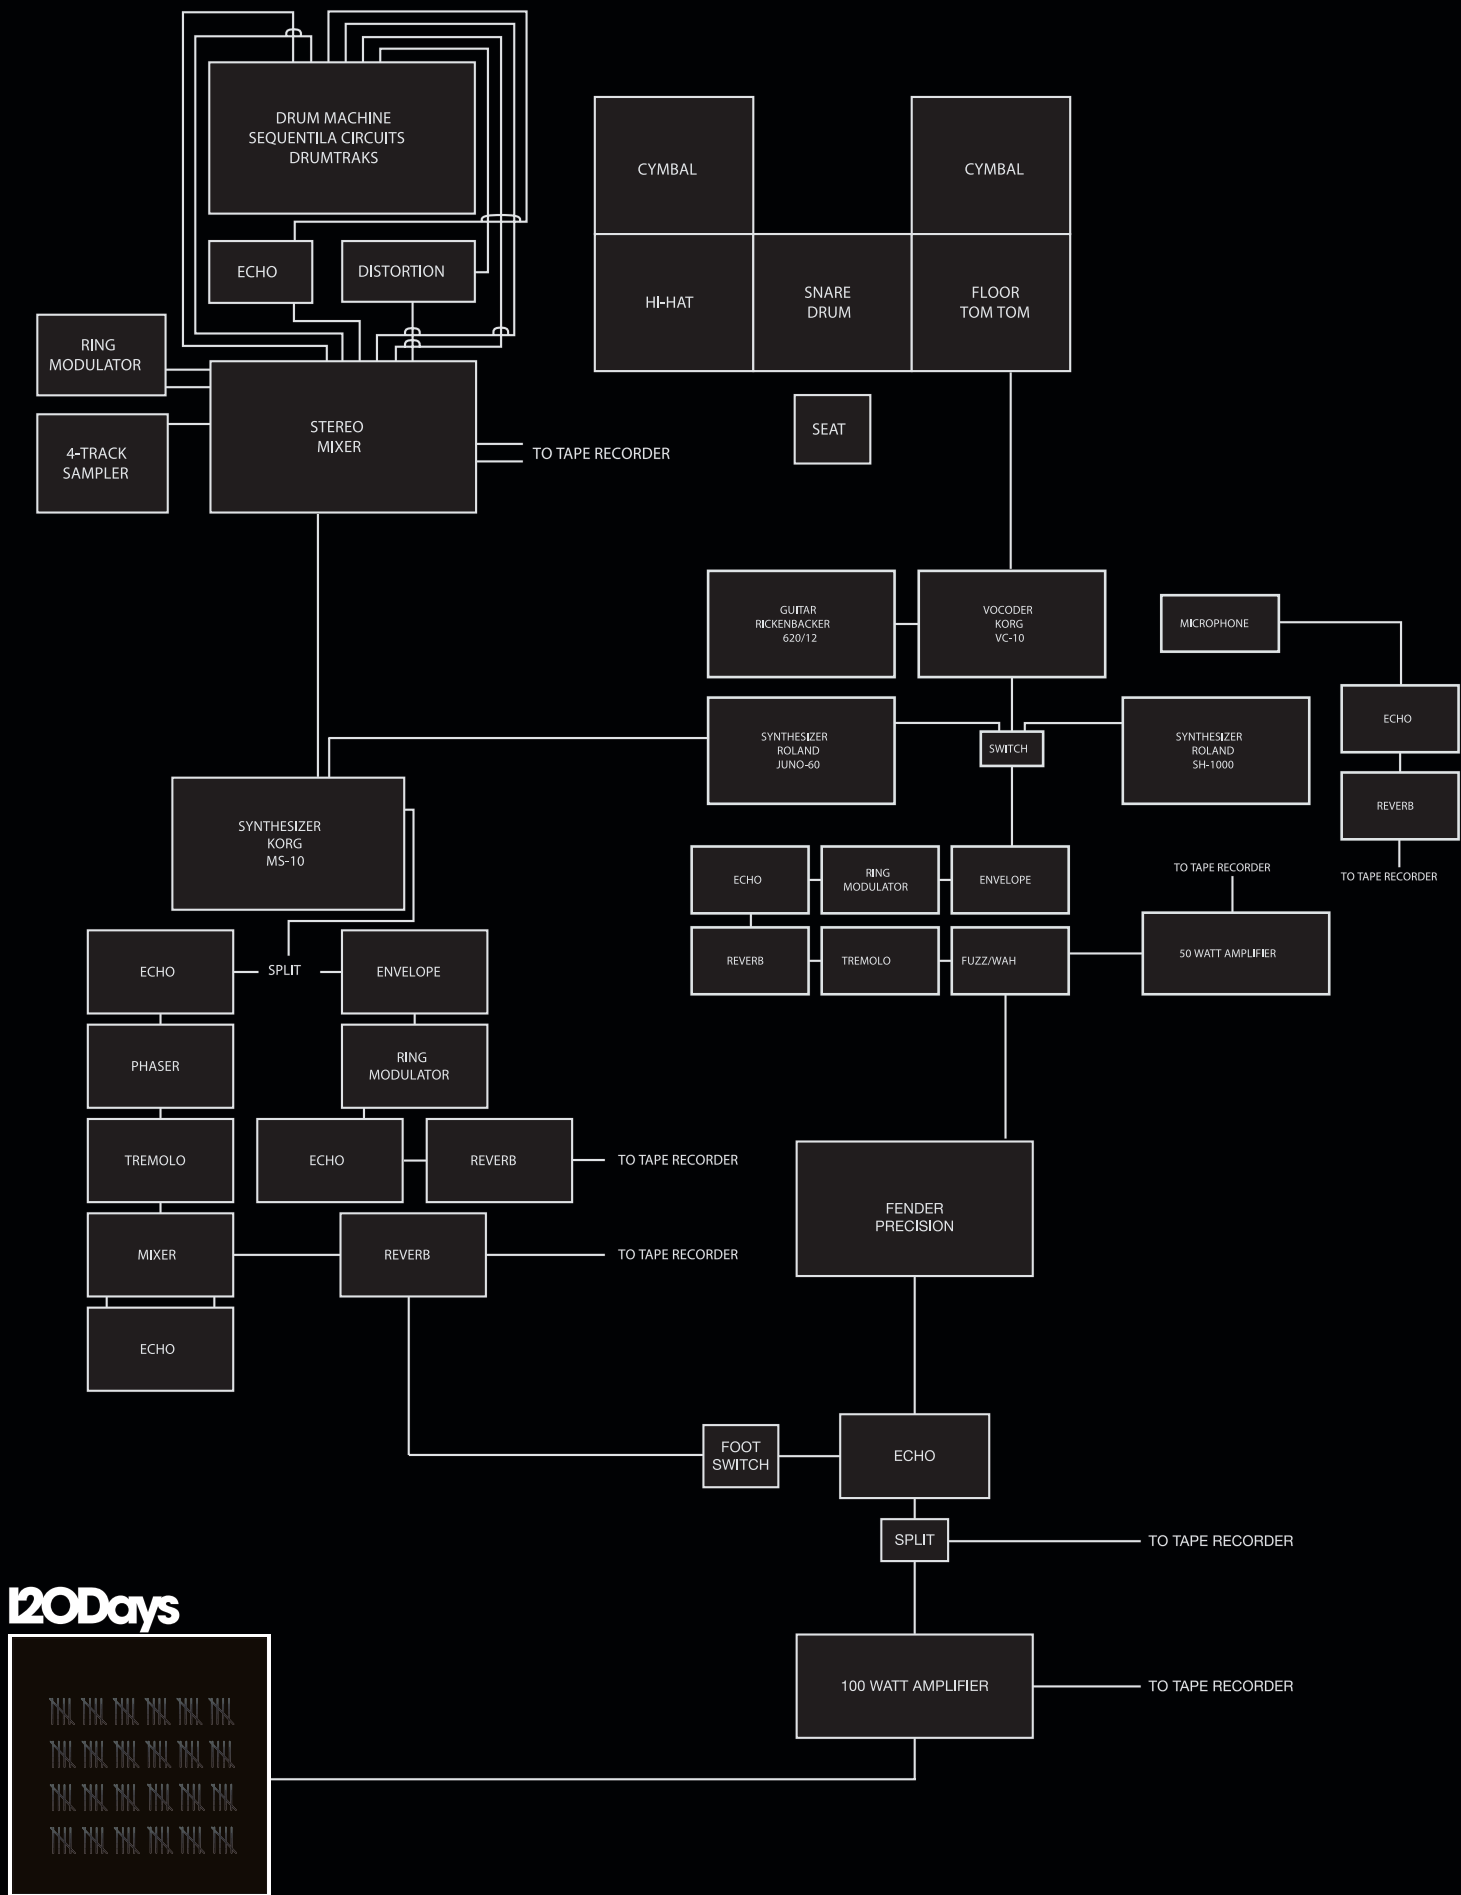 DRUM MACHINE
SEQUENTILA CIRCUITS
DRUMTRAKS
CYMBAL
CYMBAL
ECHO
DISTORTION
HI-HAT
SNARE
DRUM
FLOOR
TOM TOM
RING
MODULATOR
4-TRACK
SAMPLER
STEREO
MIXER
TO TAPE RECORDER
SEAT
GUITAR
RICKENBACKER
620/12
VOCODER
KORG
VC-10
MICROPHONE
SYNTHESIZER
ROLAND
JUNO-60
SWITCH
SYNTHESIZER
ROLAND
SH-1000
ECHO
REVERB
TO TAPE RECORDER
SYNTHESIZER
KORG
MS-10
ECHO
RING
MODULATOR
ENVELOPE
TO TAPE RECORDER
REVERB
TREMOLO
FUZZ/WAH
50 WATT AMPLIFIER
ECHO
SPLIT
ENVELOPE
PHASER
RING
MODULATOR
TREMOLO
ECHO
REVERB
TO TAPE RECORDER
MIXER
REVERB
TO TAPE RECORDER
ECHO
FENDER
PRECISION
FOOT
SWITCH
ECHO
SPLIT
TO TAPE RECORDER
120Days
100 WATT AMPLIFIER
TO TAPE RECORDER